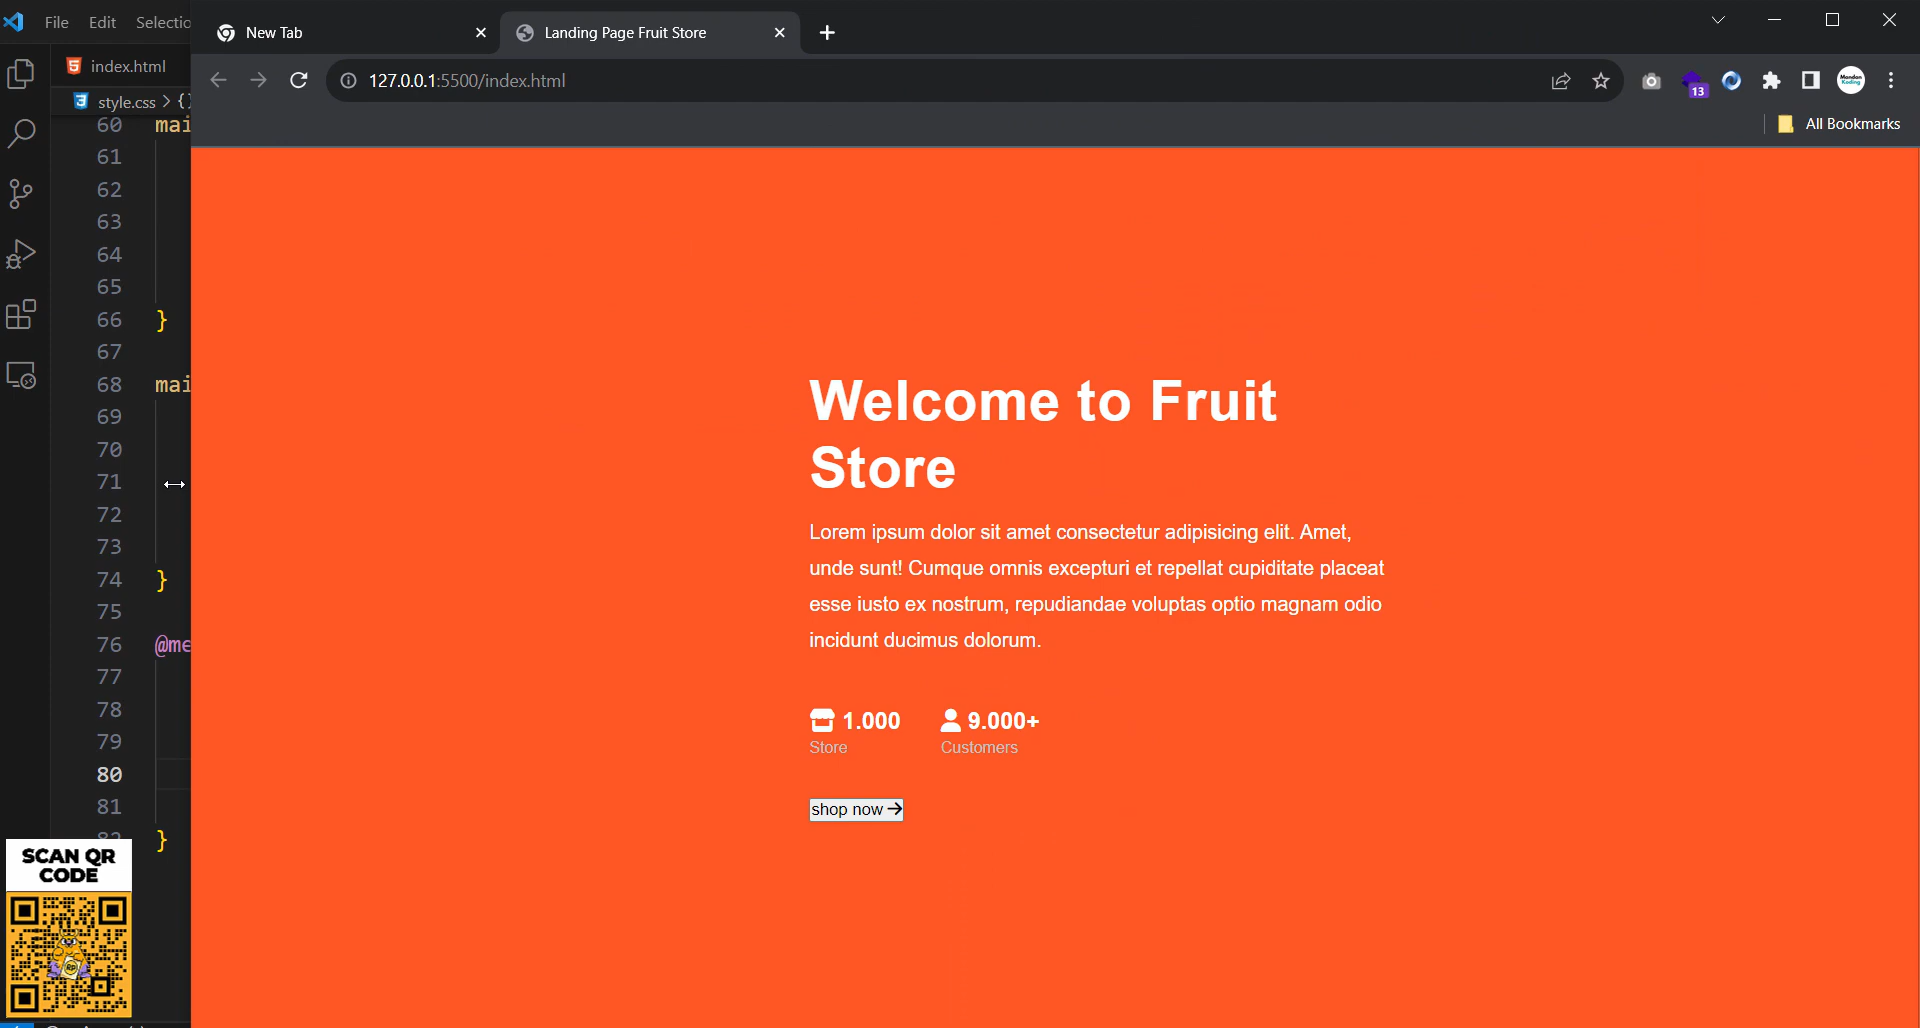 File Edit Selectio
New Tab
Landing Page Fruit Store
index.html
127.0.0.1:5500/index.html
13
Mandan
Koding
style.css > {}
All Bookmarks
60 mai
61
62
63
64
65
66 }
67
68 mai
69
70
71
72
73
74 }
75
76 @me
77
78
79
80
81
82 }
Welcome to Fruit
Store
Lorem ipsum dolor sit amet consectetur adipisicing elit. Amet,
unde sunt! Cumque omnis excepturi et repellat cupiditate placeat
esse iusto ex nostrum, repudiandae voluptas optio magnam odio
incidunt ducimus dolorum.
1.000
Store
9.000+
Customers
shop now →
SCAN QR
CODE